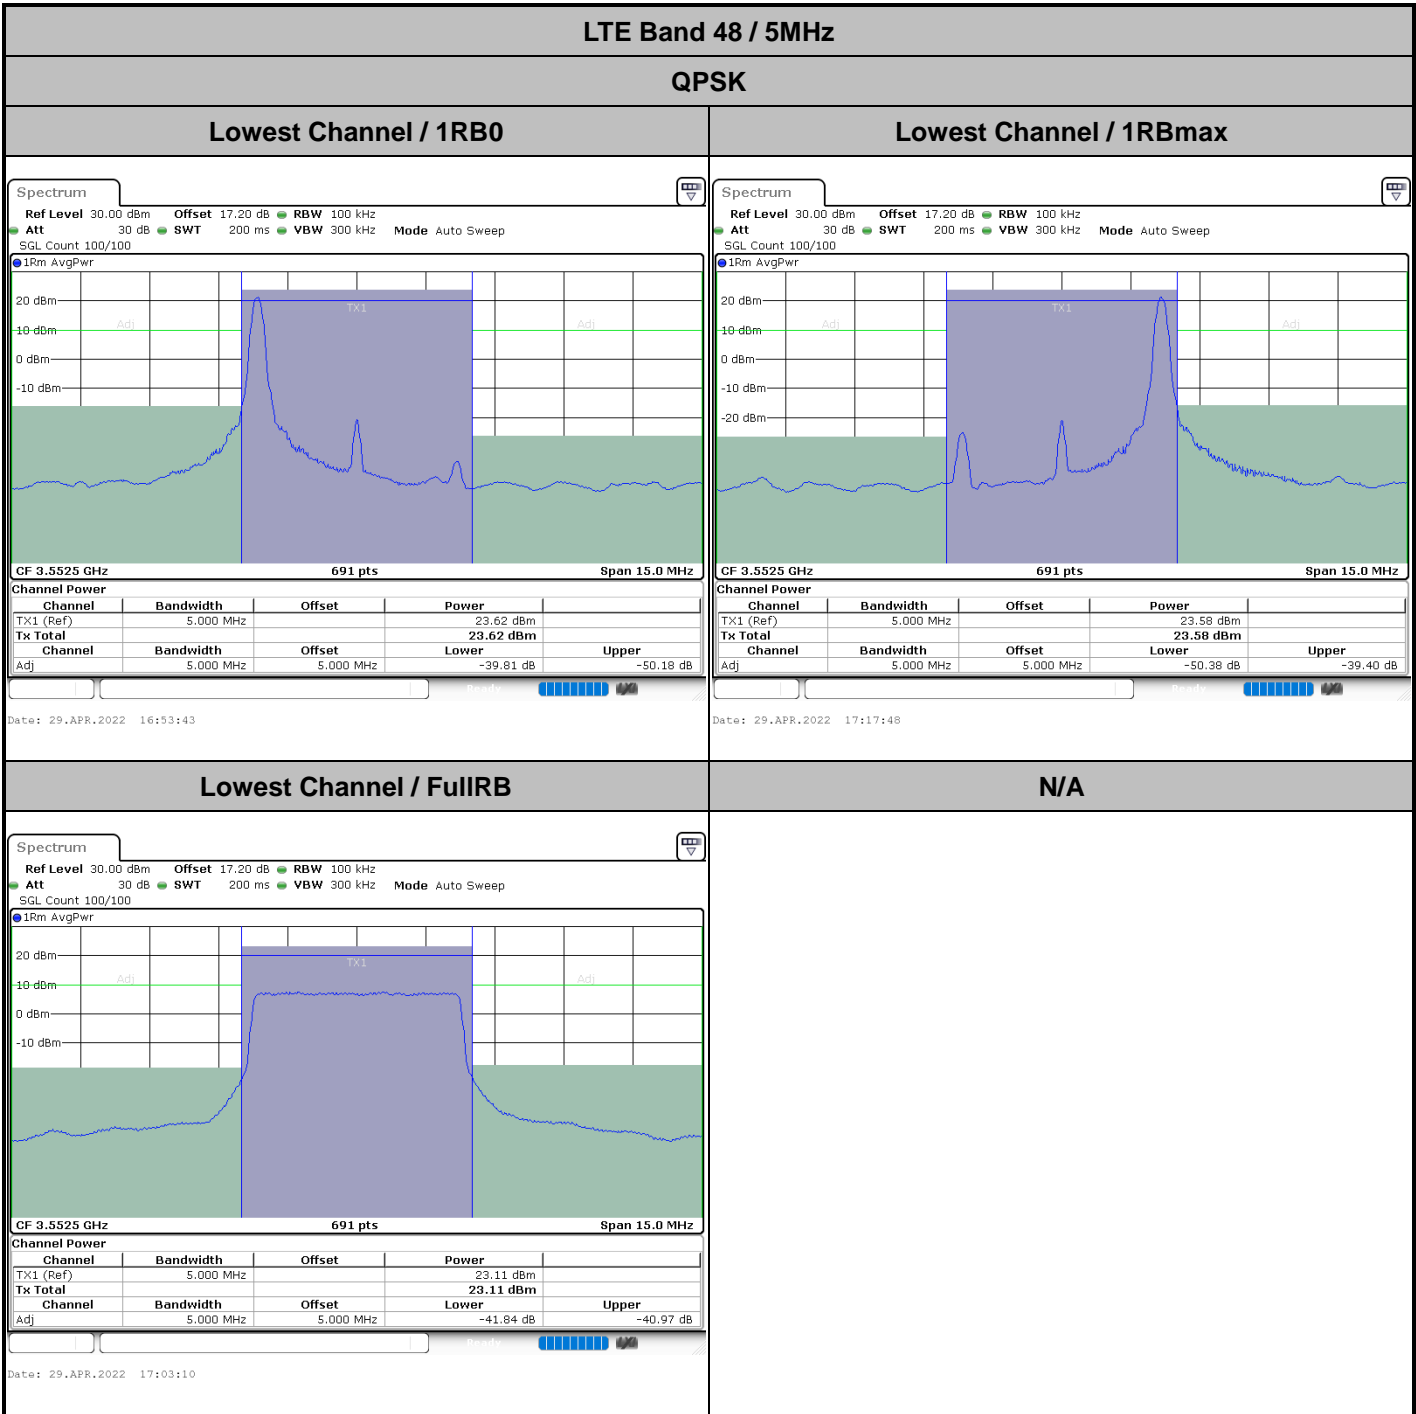 LTE Band 48 / 5MHz
QPSK
Lowest Channel / 1RB0
Lowest Channel / 1RBmax
Spectrum
Ref Level 30.00 dBm Offset 17.20 dB RBW 100 kHz
Att 30 dB SWT 200 ms VBW 300 kHz Mode Auto Sweep
SGL Count 100/100
1Rm AvgPwr
20 dBm
10 dBm
0 dBm
-10 dBm
Adj
TX1
Adj
CF 3.5525 GHz 691 pts Span 15.0 MHz
Channel Power
Channel Bandwidth Offset Power
TX1 (Ref) 5.000 MHz 23.62 dBm
Tx Total 23.62 dBm
Channel Bandwidth Offset Lower Upper
Adj 5.000 MHz 5.000 MHz -39.81 dB -50.18 dB
Ready
Date: 29.APR.2022 16:53:43
Spectrum
Ref Level 30.00 dBm Offset 17.20 dB RBW 100 kHz
Att 30 dB SWT 200 ms VBW 300 kHz Mode Auto Sweep
SGL Count 100/100
1Rm AvgPwr
20 dBm
10 dBm
0 dBm
-10 dBm
-20 dBm
Adj
TX1
Adj
CF 3.5525 GHz 691 pts Span 15.0 MHz
Channel Power
Channel Bandwidth Offset Power
TX1 (Ref) 5.000 MHz 23.58 dBm
Tx Total 23.58 dBm
Channel Bandwidth Offset Lower Upper
Adj 5.000 MHz 5.000 MHz -50.38 dB -39.40 dB
Ready
Date: 29.APR.2022 17:17:48
Lowest Channel / FullRB
N/A
Spectrum
Ref Level 30.00 dBm Offset 17.20 dB RBW 100 kHz
Att 30 dB SWT 200 ms VBW 300 kHz Mode Auto Sweep
SGL Count 100/100
1Rm AvgPwr
20 dBm
10 dBm
0 dBm
-10 dBm
Adj
TX1
Adj
CF 3.5525 GHz 691 pts Span 15.0 MHz
Channel Power
Channel Bandwidth Offset Power
TX1 (Ref) 5.000 MHz 23.11 dBm
Tx Total 23.11 dBm
Channel Bandwidth Offset Lower Upper
Adj 5.000 MHz 5.000 MHz -41.84 dB -40.97 dB
Ready
Date: 29.APR.2022 17:03:10